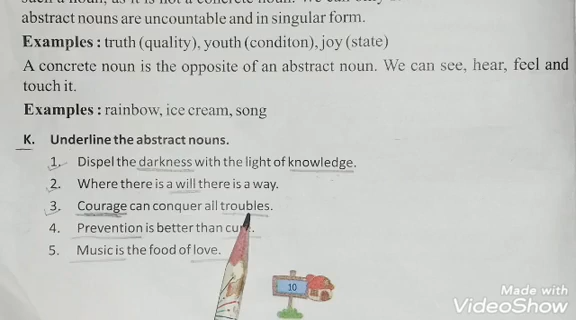 abstract nouns are uncountable and in singular form.
Examples : truth (quality), youth (conditon), joy (state)
A concrete noun is the opposite of an abstract noun. We can see, hear, feel and
touch it.
Examples : rainbow, ice cream, song
K. Underline the abstract nouns.
1. Dispel the darkness with the light of knowledge.
2. Where there is a will there is a way.
3. Courage can conquer all troubles.
4. Prevention is better than
5. Music is the food of love.
10
Made with
VideoShow